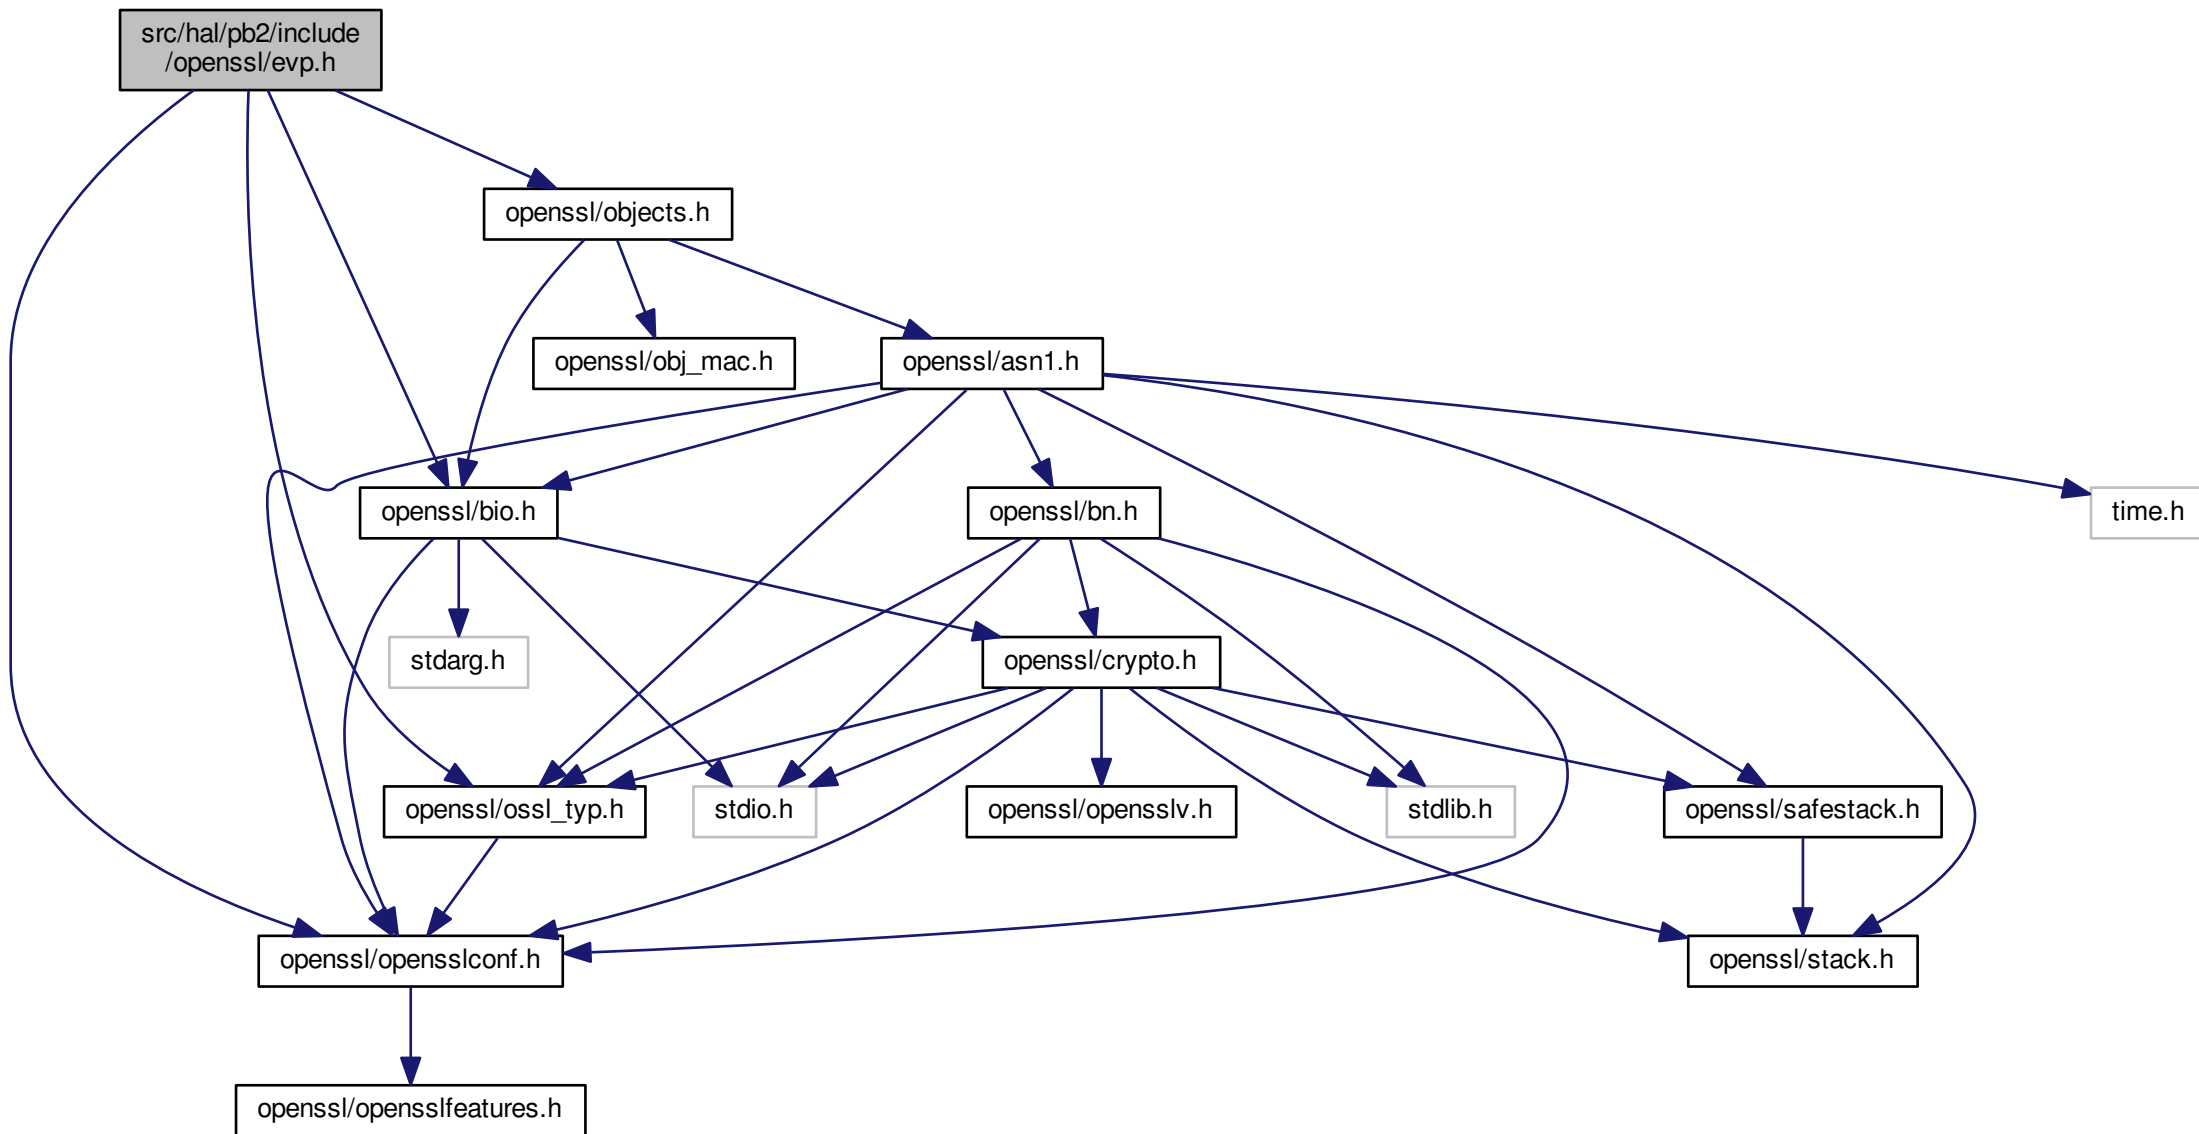 src/hal/pb2/include
/openssl/evp.h
openssl/objects.h
openssl/obj_mac.h
openssl/asn1.h
openssl/bio.h
openssl/bn.h
time.h
stdarg.h
openssl/crypto.h
openssl/ossl_typ.h
stdio.h
openssl/opensslv.h
stdlib.h
openssl/safestack.h
openssl/opensslconf.h
openssl/stack.h
openssl/opensslfeatures.h